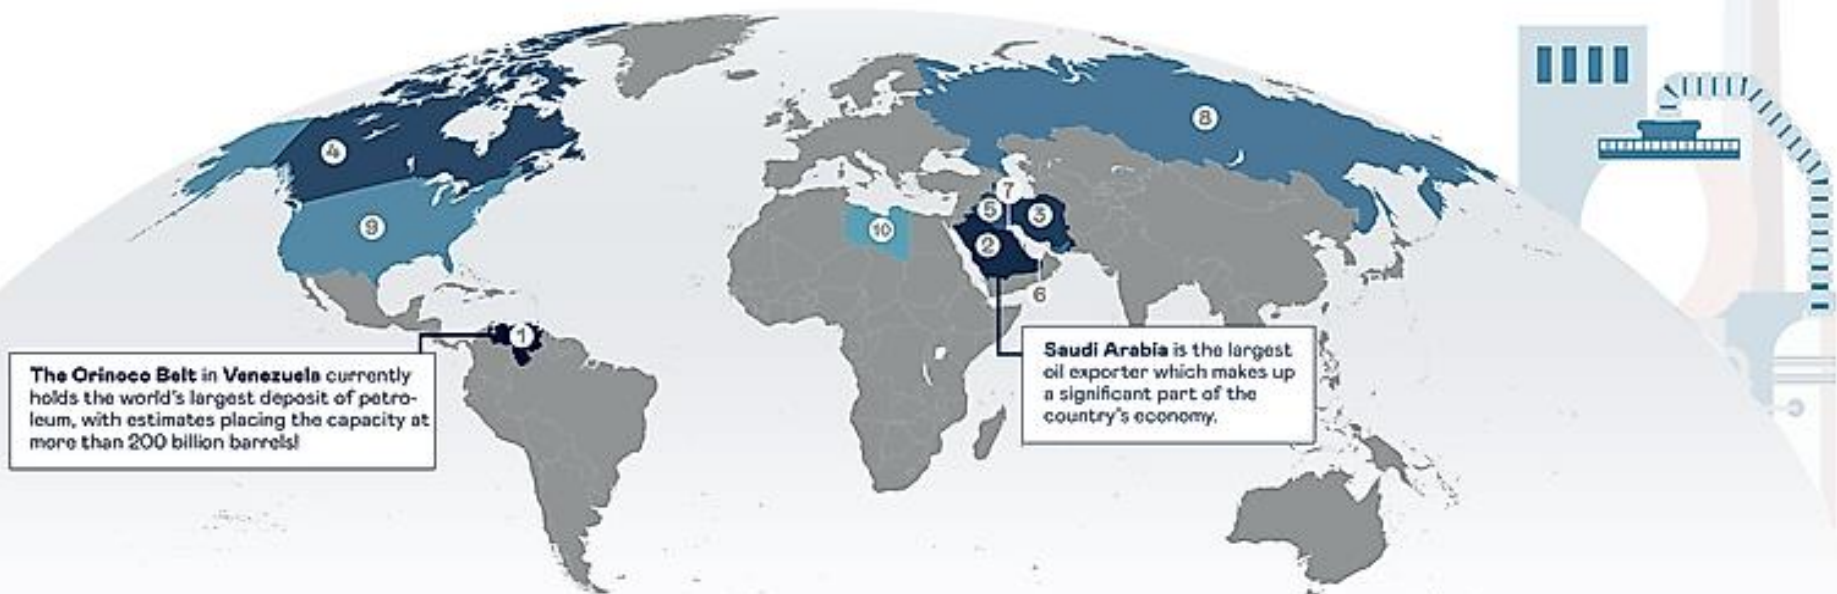 4
8
7
5
3
9
10
2
6
1
The Orinoco Belt in Venezuela currently
holds the world's largest deposit of petro-
leum, with estimates placing the capacity at
more than 200 billion barrels!
Saudi Arabia is the largest
oil exporter which makes up
a significant part of the
country's economy.